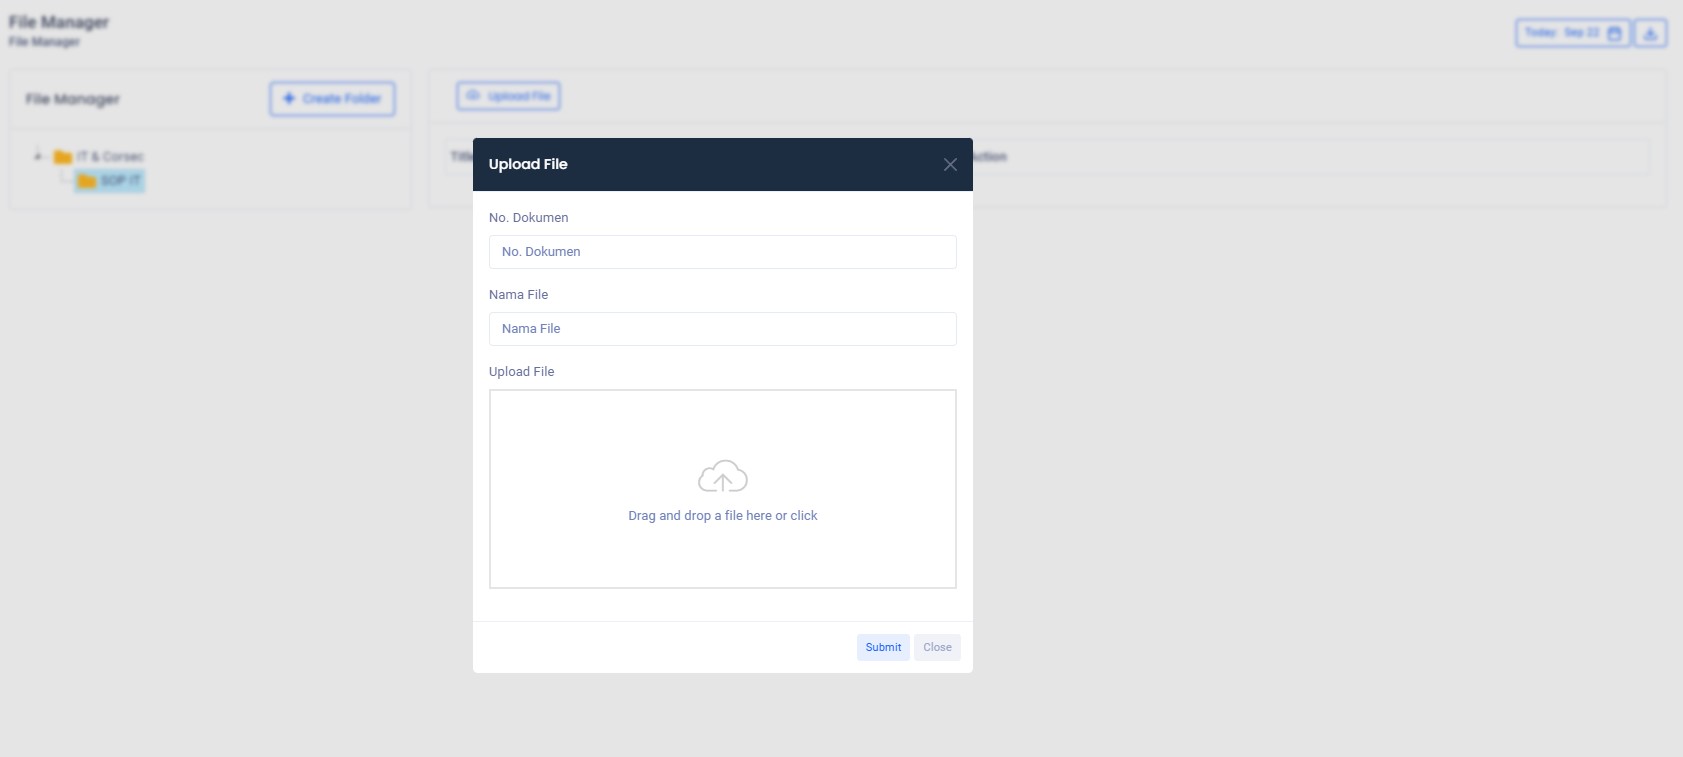 File Manager
File Manager
Today: Sep 22
File Manager
Create Folder
Upload File
IT & Corsec
SOP IT
Upload File
No. Dokumen
No. Dokumen
Nama File
Nama File
Upload File
Drag and drop a file here or click
Submit
Close